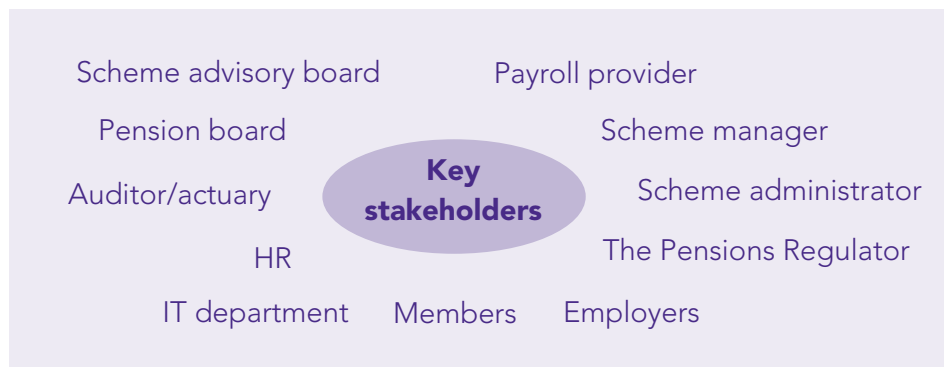 Scheme advisory board
Payroll provider
Pension board
Scheme manager
Key
stakeholders
Auditor/actuary
Scheme administrator
HR
The Pensions Regulator
IT department
Members
Employers